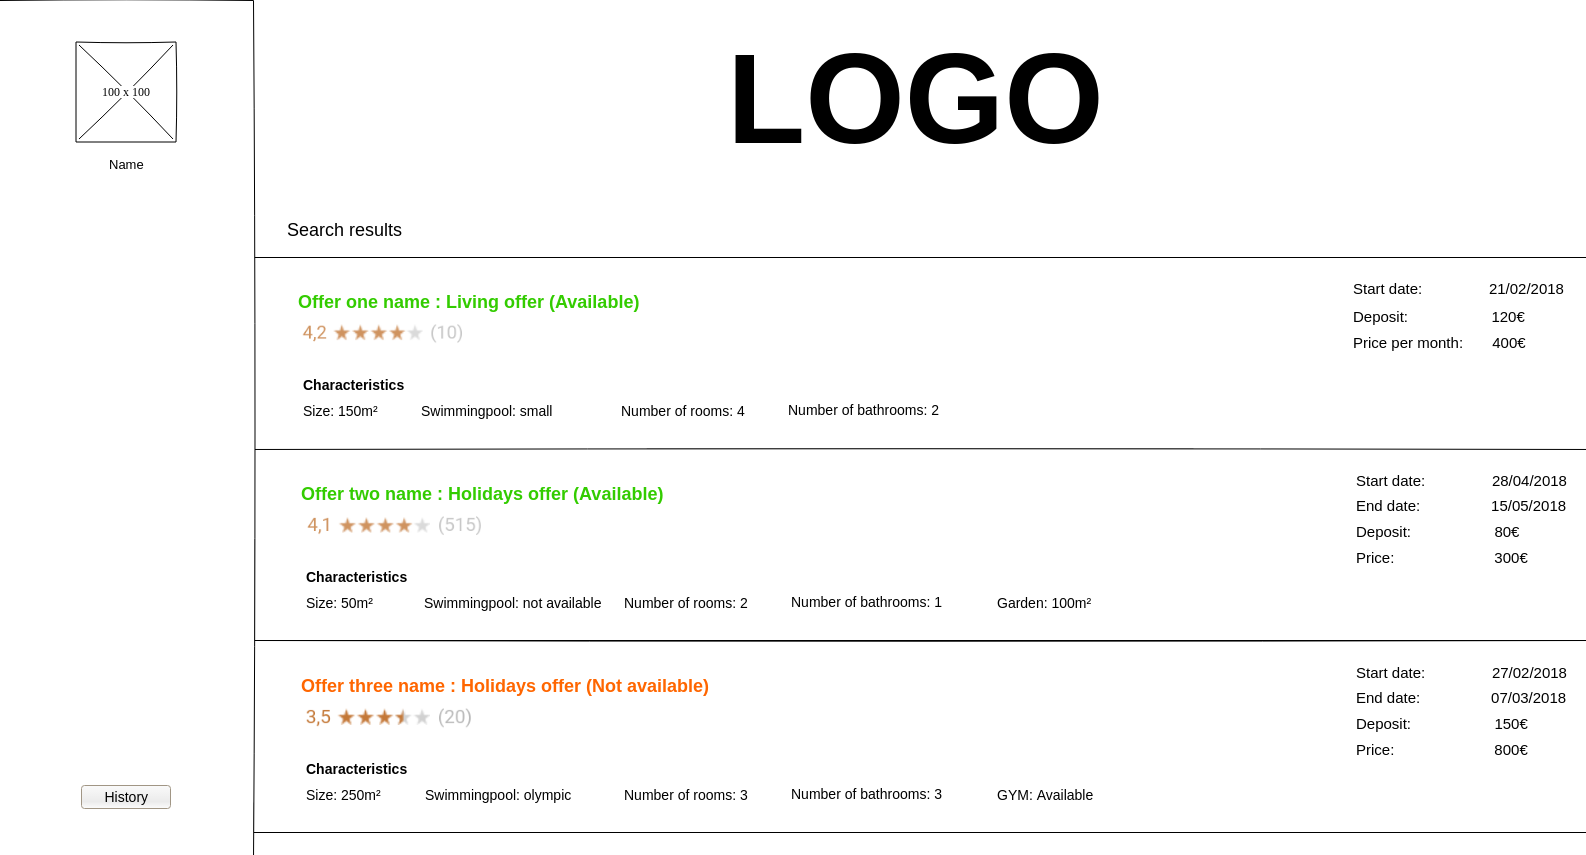 100 x 100
Name
History
LOGO
Search results
Offer one name : Living offer (Available)
4,2 (10)
Characteristics
Size: 150m² Swimmingpool: small Number of rooms: 4 Number of bathrooms: 2
Start date: 21/02/2018
Deposit: 120€
Price per month: 400€
Offer two name : Holidays offer (Available)
4,1 (515)
Characteristics
Size: 50m² Swimmingpool: not available Number of rooms: 2 Number of bathrooms: 1 Garden: 100m²
Start date: 28/04/2018
End date: 15/05/2018
Deposit: 80€
Price: 300€
Offer three name : Holidays offer (Not available)
3,5 (20)
Characteristics
Size: 250m² Swimmingpool: olympic Number of rooms: 3 Number of bathrooms: 3 GYM: Available
Start date: 27/02/2018
End date: 07/03/2018
Deposit: 150€
Price: 800€